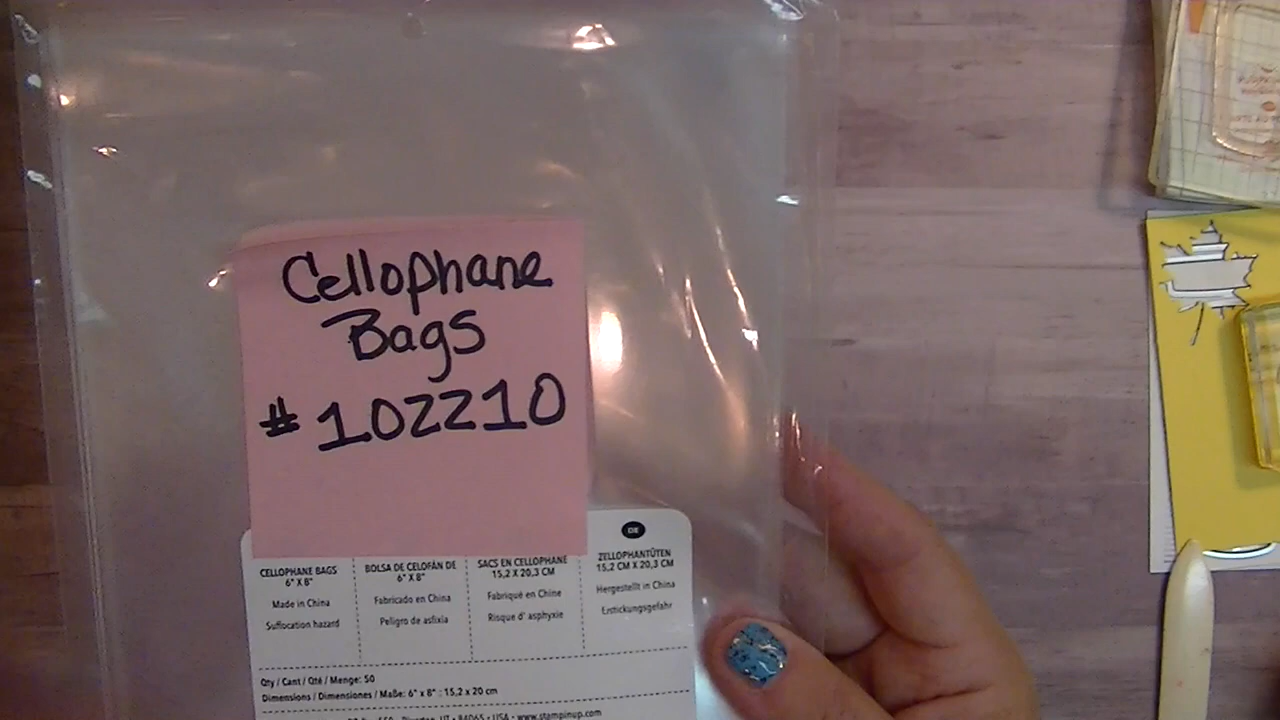 Cellophane
Bags
#102210
DE
CELLOPHANE BAGS
6" X 8"
Made in China
Suffocation hazard
BOLSA DE CELOFÁN DE
6" X 8"
Fabricado en China
Peligro de asfixia
SACS EN CELLOPHANE
15,2 X 20,3 CM
Fabriqué en Chine
Risque d' asphyxie
ZELLOPHANTÜTEN
15,2 CM X 20,3 CM
Hergestellt in China
Erstickungsgefahr
Qty / Cant / Qté / Menge: 50
Dimensions / Dimensiones / Maße: 6" x 8" : 15,2 x 20 cm
UT • 84065 • USA • www.stampinup.com